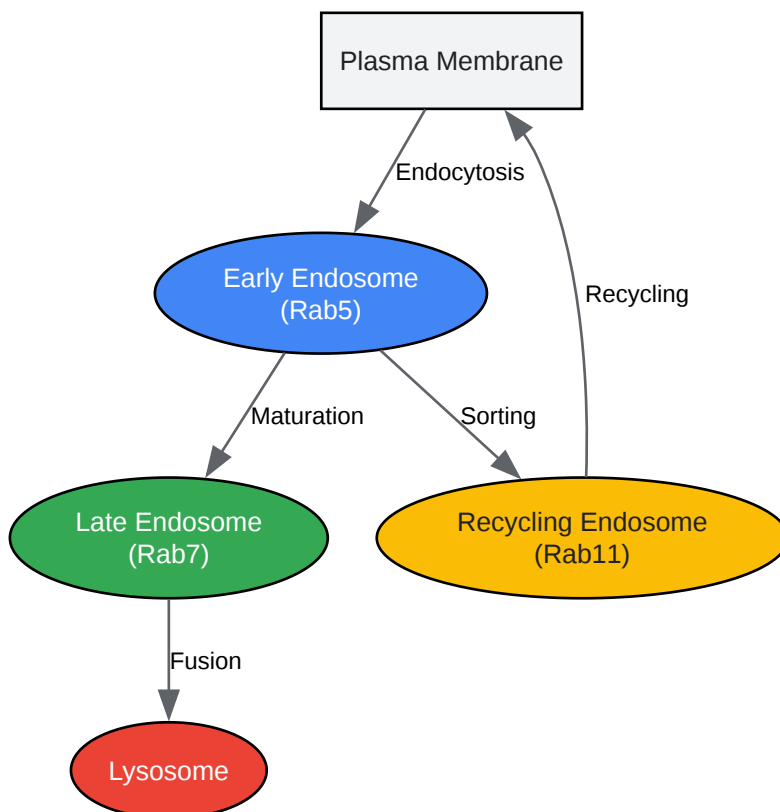 Plasma Membrane
Endocytosis
Early Endosome
(Rab5)
Recycling
Maturation
Sorting
Late Endosome
(Rab7)
Recycling Endosome
(Rab11)
Fusion
Lysosome